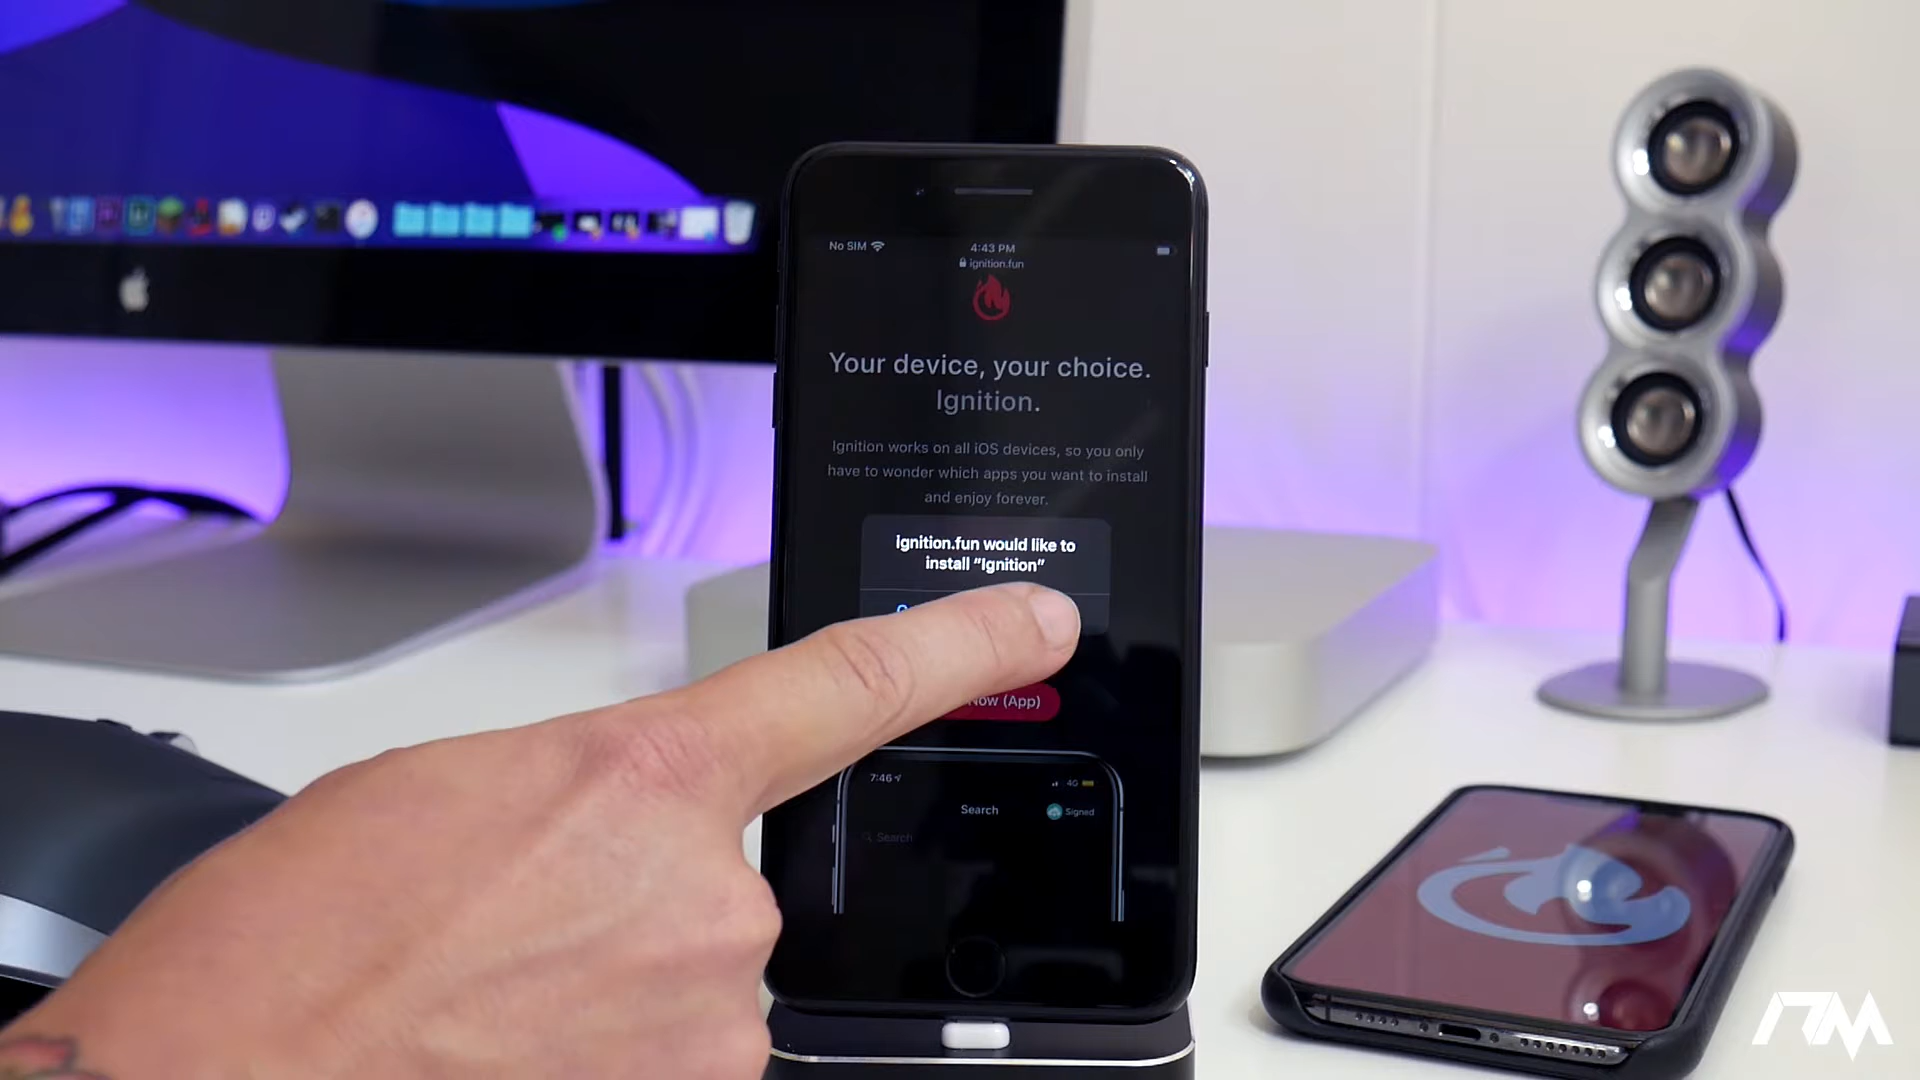 No SIM
4:43 PM
ignition.fun
Your device, your choice.
Ignition.
Ignition works on all iOS devices, so you only
have to wonder which apps you want to install
and enjoy forever.
ignition.fun would like to
install “Ignition”
Now (App)
7:46
4G
Search
Signed
Search